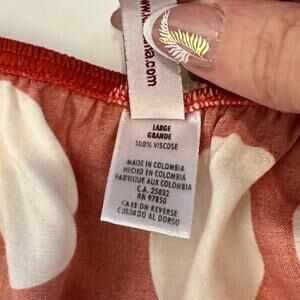 LARGE
GRANDE
100% VISCOSE
MADE IN COLOMBIA
HECHO EN COLOMBIA
FABRIQUE AUX COLOMBIA
C.A. 25832
RN 97850
CARE ON REVERSE
CUIDADO AL DORSO